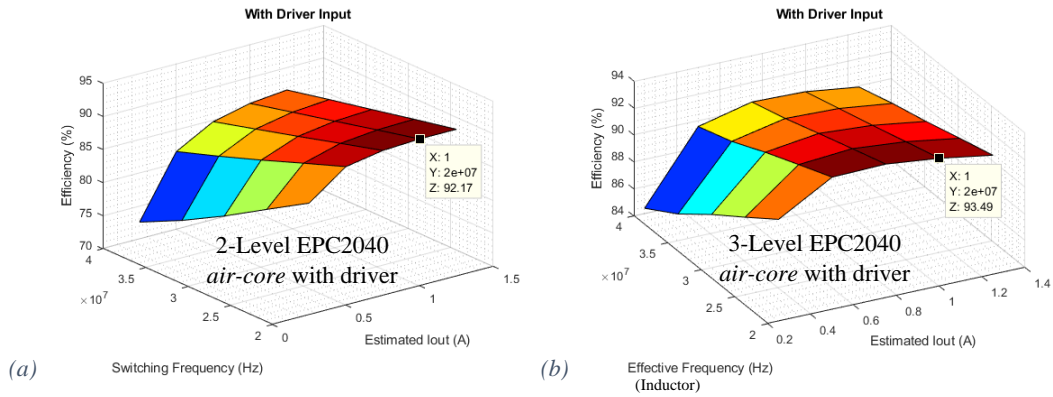 With Driver Input
95
90
85
80
75
70
Efficiency (%)
4
3.5
3
2.5
2
×10⁷
0
0.5
1
1.5
X: 1
Y: 2e+07
Z: 92.17
2-Level EPC2040
air-core with driver
Estimated Iout (A)
(a)
Switching Frequency (Hz)
With Driver Input
94
92
90
88
86
84
Efficiency (%)
4
3.5
3
2.5
2
×10⁷
0.2
0.4
0.6
0.8
1
1.2
1.4
X: 1
Y: 2e+07
Z: 93.49
3-Level EPC2040
air-core with driver
Estimated Iout (A)
(b)
Effective Frequency (Hz)
(Inductor)